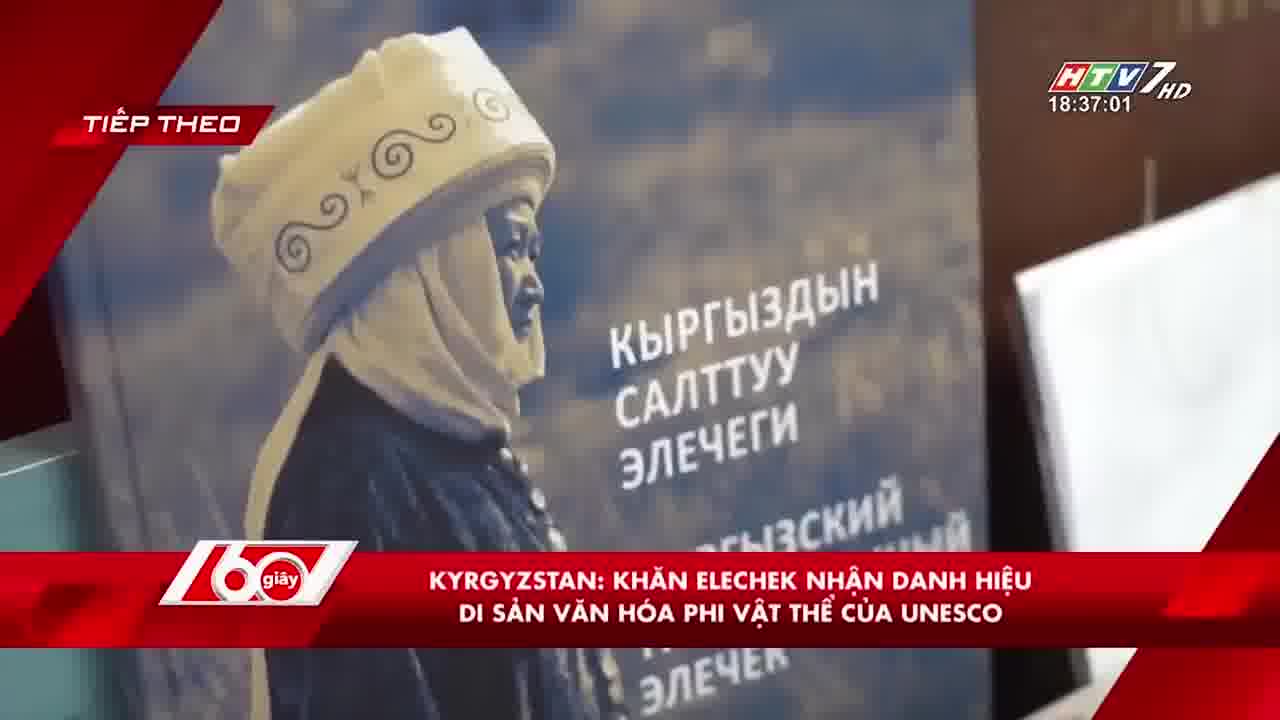 TIẾP THEO
HTV7 HD
18:37:01
КЫРГЫЗДЫН
САЛТТУУ
ЭЛЕЧЕГИ
60 giây
KYRGYZSTAN: KHĂN ELECHEK NHẬN DANH HIỆU
DI SẢN VĂN HÓA PHI VẬT THỂ CỦA UNESCO
ЭЛЕЧЕК